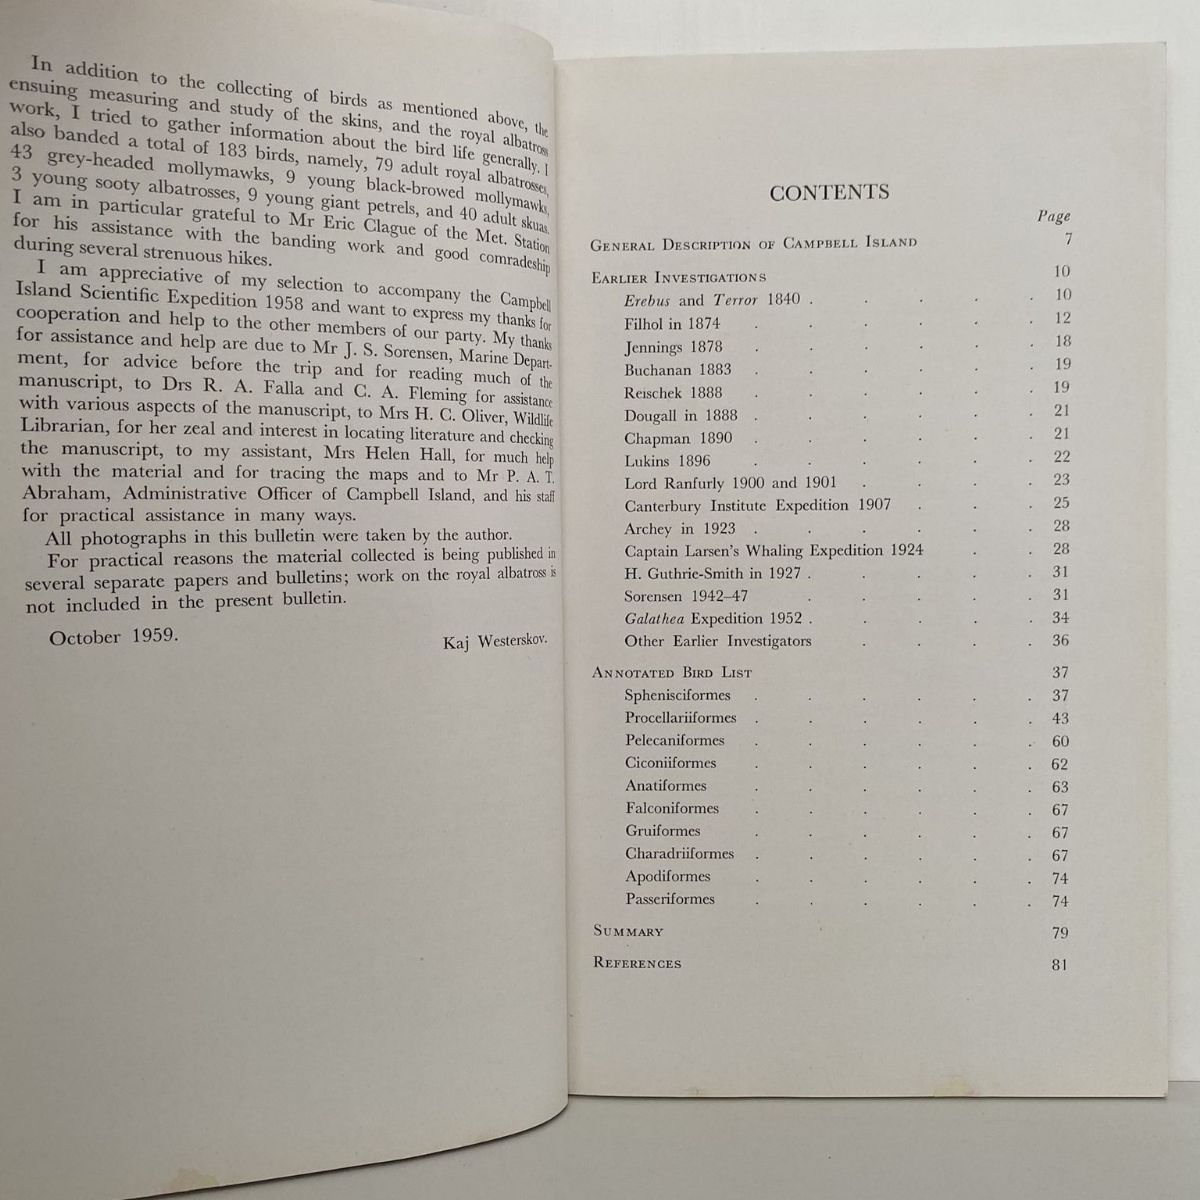 In addition to the collecting of birds as mentioned above, the
ensuing measuring and study of the skins, and the royal albatross
work, I tried to gather information about the bird life generally. I
also banded a total of 183 birds, namely, 79 adult royal albatrosses,
43 grey-headed mollymawks, 9 young black-browed mollymawks,
3 young sooty albatrosses, 9 young giant petrels, and 40 adult skuas.
I am in particular grateful to Mr Eric Clague of the Met. Station
for his assistance with the banding work and good comradeship
during several strenuous hikes.
I am appreciative of my selection to accompany the Campbell
Island Scientific Expedition 1958 and want to express my thanks for
cooperation and help to the other members of our party. My thanks
for assistance and help are due to Mr J. S. Sorensen, Marine Depart-
ment, for advice before the trip and for reading much of the
manuscript, to Drs R. A. Falla and C. A. Fleming for assistance
with various aspects of the manuscript, to Mrs H. C. Oliver, Wildlife
Librarian, for her zeal and interest in locating literature and checking
the manuscript, to my assistant, Mrs Helen Hall, for much help
with the material and for tracing the maps and to Mr P. A. T.
Abraham, Administrative Officer of Campbell Island, and his staff
for practical assistance in many ways.
All photographs in this bulletin were taken by the author.
For practical reasons the material collected is being published in
several separate papers and bulletins; work on the royal albatross is
not included in the present bulletin.
October 1959. Kaj Westerskov.
CONTENTS
Page
General Description of Campbell Island 7
Earlier Investigations 10
Erebus and Terror 1840 . . . . . 10
Filhol in 1874 . . . . . . 12
Jennings 1878 . . . . . . 18
Buchanan 1883 . . . . . . 19
Reischek 1888 . . . . . . 19
Dougall in 1888 . . . . . . 21
Chapman 1890 . . . . . . 21
Lukins 1896 . . . . . . 22
Lord Ranfurly 1900 and 1901 . . . . 23
Canterbury Institute Expedition 1907 . . . 25
Archey in 1923 . . . . . . 28
Captain Larsen's Whaling Expedition 1924 . . 28
H. Guthrie-Smith in 1927 . . . . . 31
Sorensen 1942–47 . . . . . 31
Galathea Expedition 1952 . . . . . 34
Other Earlier Investigators . . . . 36
Annotated Bird List 37
Sphenisciformes . . . . . . 37
Procellariiformes . . . . . . 43
Pelecaniformes . . . . . . 60
Ciconiiformes . . . . . . 62
Anatiformes . . . . . . 63
Falconiformes . . . . . . 67
Gruiformes . . . . . . 67
Charadriiformes . . . . . . 67
Apodiformes . . . . . . 74
Passeriformes . . . . . . 74
Summary 79
References 81